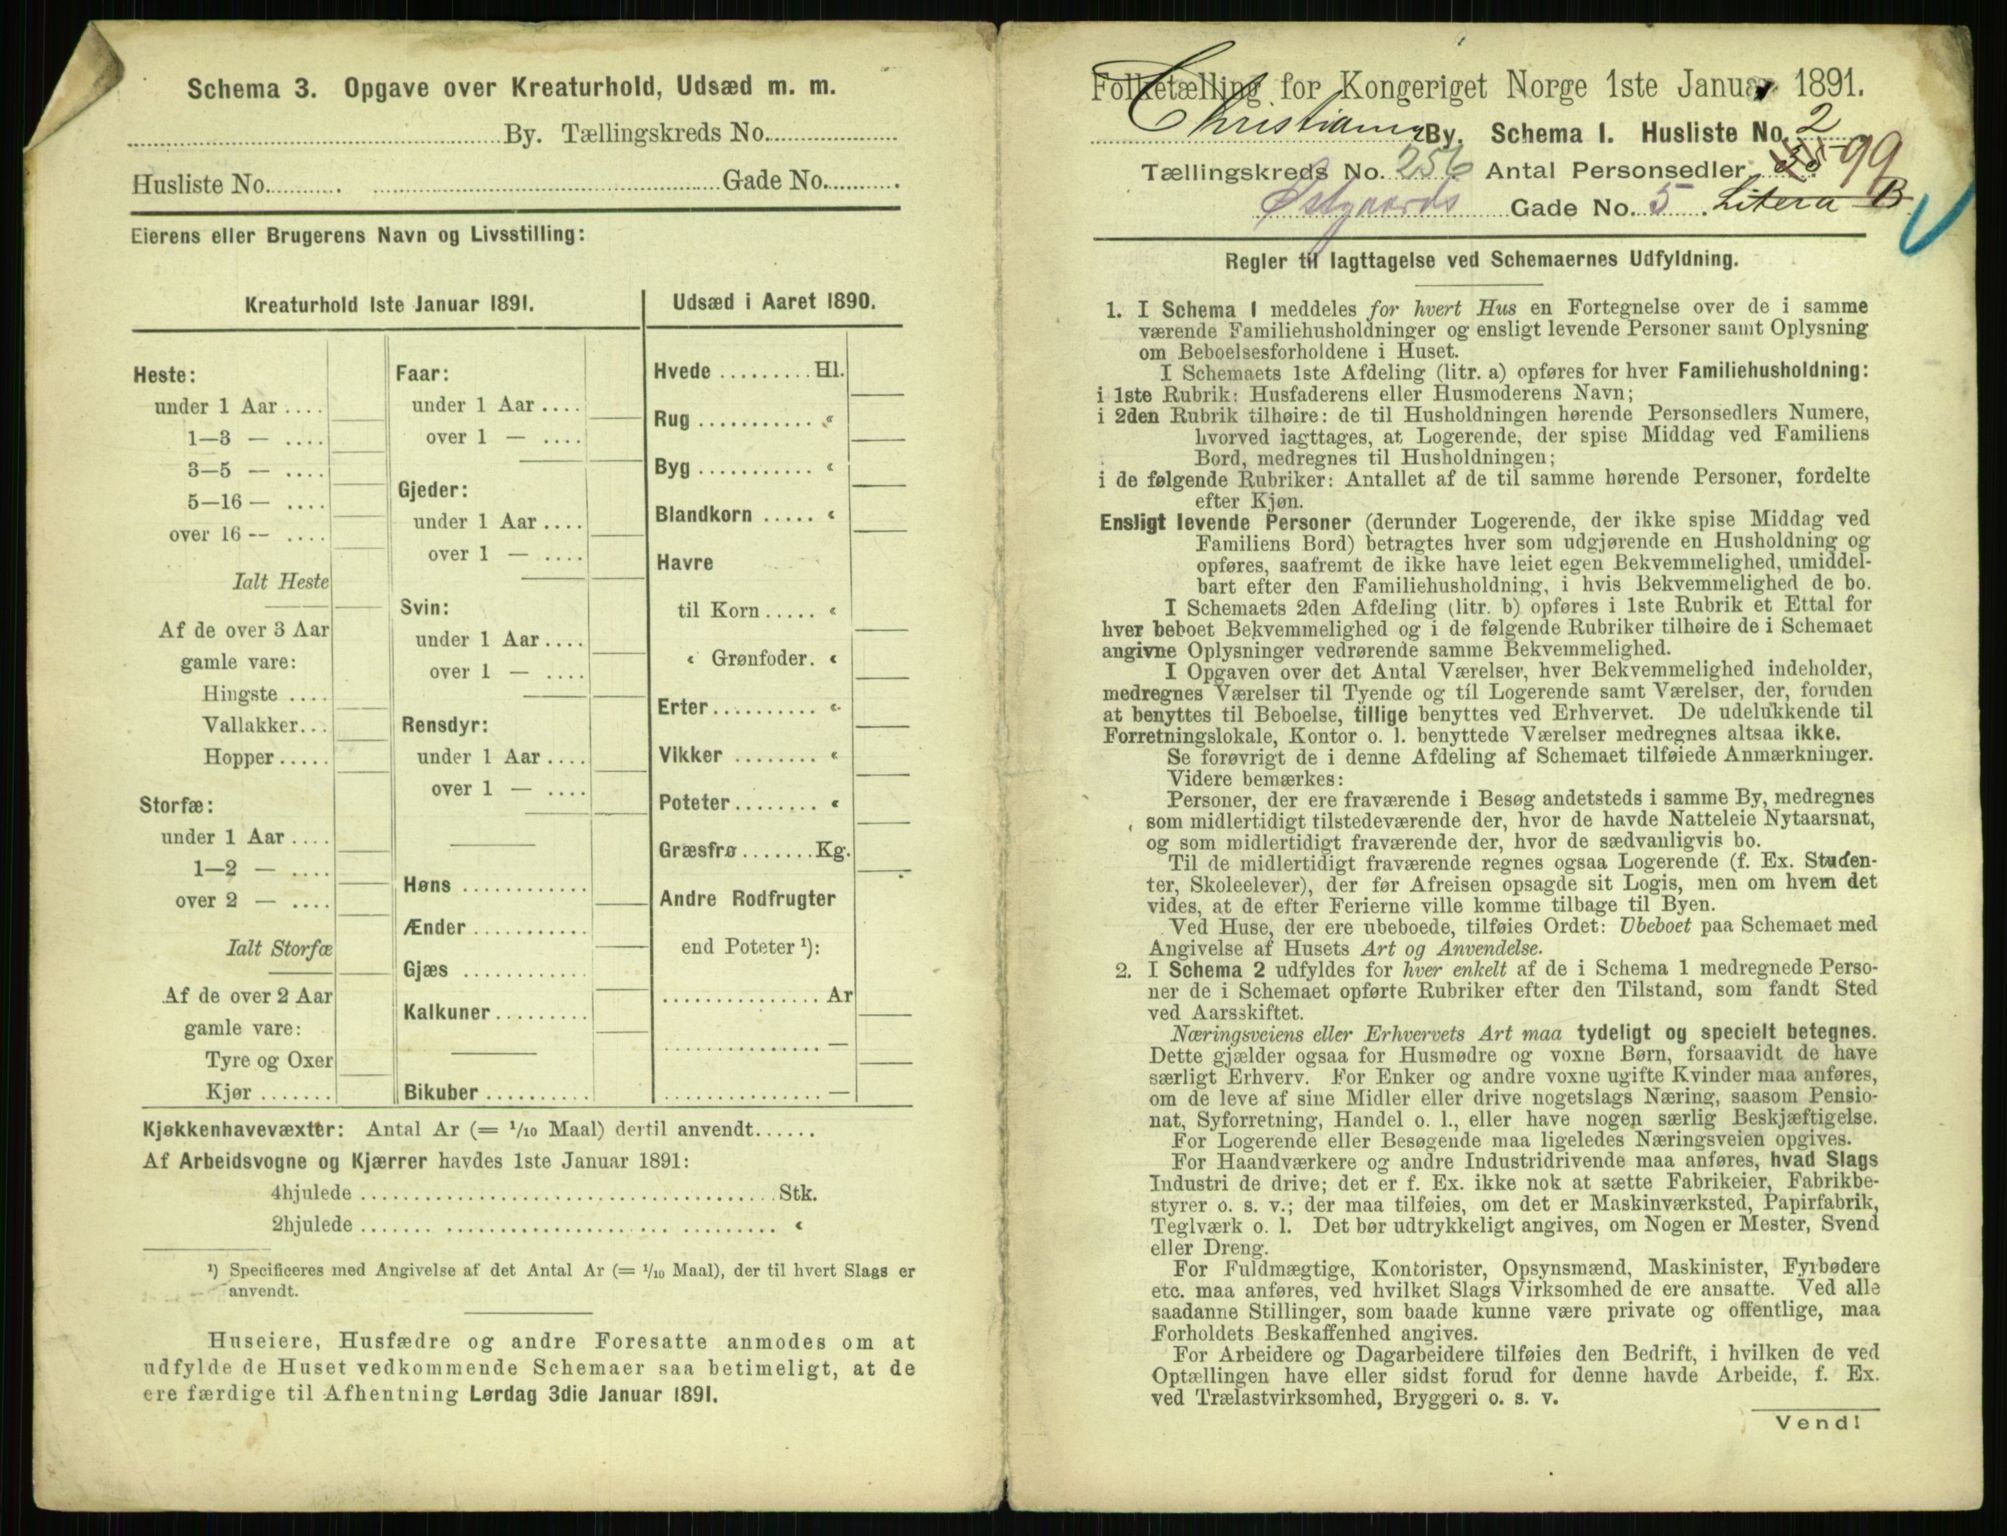 Schema 3. Opgave over Kreaturhold, Udsæd m. m.
By. Tællingskreds No.
Husliste No. Gade No.
Eierens eller Brugerens Navn og Livsstilling:
Kreaturhold 1ste Januar 1891.
Heste:
under 1 Aar....
1—3 — ....
3—5 — ....
5—16 — ....
over 16 — ....
Ialt Heste
Af de over 3 Aar
gamle vare:
Hingste ....
Vallakker...
Hopper.....
Storfæ:
under 1 Aar....
1—2 — ....
over 2 — ....
Ialt Storfæ
Af de over 2 Aar
gamle vare:
Tyre og Oxer
Kjør.......
Faar:
under 1 Aar....
over 1 — ....
Gjeder:
under 1 Aar....
over 1 — ....
Svin:
under 1 Aar....
over 1 — ....
Rensdyr:
under 1 Aar....
over 1 — ....
Høns ............
Ænder ...........
Gjæs ............
Kalkuner.........
Bikuber..........
Udsæd i Aaret 1890.
Hvede .........Hl.
Rug ........... «
Byg ........... «
Blandkorn ..... «
Havre
til Korn..... «
« Grønfoder. «
Erter.......... «
Vikker ........ «
Poteter........ «
Græsfrø.......Kg.
Andre Rodfrugter
end Poteter ¹):
...............Ar
...............—
...............—
Kjøkkenhavevæxter: Antal Ar (= 1/10 Maal) dertil anvendt......
Af Arbeidsvogne og Kjærrer havdes 1ste Januar 1891:
4hjulede ........................................Stk.
2hjulede ........................................ «
¹) Specificeres med Angivelse af det Antal Ar (= 1/10 Maal), der til hvert Slags er
anvendt.
Huseiere, Husfædre og andre Foresatte anmodes om at
udfylde de Huset vedkommende Schemaer saa betimeligt, at de
ere færdige til Afhentning Lørdag 3die Januar 1891.
Folketælling for Kongeriget Norge 1ste Januar 1891.
Christiania By. Schema 1. Husliste No. 2
Tællingskreds No. 256 Antal Personsedler 99
Østgaards Gade No. 5 Litera B.
Regler til Iagttagelse ved Schemaernes Udfyldning.
1. I Schema 1 meddeles for hvert Hus en Fortegnelse over de i samme
værende Familiehusholdninger og ensligt levende Personer samt Oplysning
om Beboelsesforholdene i Huset.
I Schemaets 1ste Afdeling (litr. a) opføres for hver Familiehusholdning:
i 1ste Rubrik: Husfaderens eller Husmoderens Navn;
i 2den Rubrik tilhøire: de til Husholdningen hørende Personsedlers Numere,
hvorved iagttages, at Logerende, der spise Middag ved Familiens
Bord, medregnes til Husholdningen;
i de følgende Rubriker: Antallet af de til samme hørende Personer, fordelte
efter Kjøn.
Ensligt levende Personer (derunder Logerende, der ikke spise Middag ved
Familiens Bord) betragtes hver som udgjørende en Husholdning og
opføres, saafremt de ikke have leiet egen Bekvemmelighed, umiddel-
bart efter den Familiehusholdning, i hvis Bekvemmelighed de bo.
I Schemaets 2den Afdeling (litr. b) opføres i 1ste Rubrik et Ettal for
hver beboet Bekvemmelighed og i de følgende Rubriker tilhøire de i Schemaet
angivne Oplysninger vedrørende samme Bekvemmelighed.
I Opgaven over det Antal Værelser, hver Bekvemmelighed indeholder,
medregnes Værelser til Tyende og til Logerende samt Værelser, der, foruden
at benyttes til Beboelse, tillige benyttes ved Erhvervet. De udelukkende til
Forretningslokale, Kontor o. l. benyttede Værelser medregnes altsaa ikke.
Se forøvrigt de i denne Afdeling af Schemaet tilføiede Anmærkninger.
Videre bemærkes:
Personer, der ere fraværende i Besøg andetsteds i samme By, medregnes
som midlertidigt tilstedeværende der, hvor de havde Natteleie Nytaarsnat,
og som midlertidigt fraværende der, hvor de sædvanligvis bo.
Til de midlertidigt fraværende regnes ogsaa Logerende (f. Ex. Studen-
ter, Skoleelever), der før Afreisen opsagde sit Logis, men om hvem det
vides, at de efter Ferierne ville komme tilbage til Byen.
Ved Huse, der ere ubeboede, tilføies Ordet: Ubeboet paa Schemaet med
Angivelse af Husets Art og Anvendelse.
2. I Schema 2 udfyldes for hver enkelt af de i Schema 1 medregnede Perso-
ner de i Schemaet opførte Rubriker efter den Tilstand, som fandt Sted
ved Aarsskiftet.
Næringsveiens eller Erhvervets Art maa tydeligt og specielt betegnes.
Dette gjælder ogsaa for Husmødre og voxne Børn, forsaavidt de have
særligt Erhverv. For Enker og andre voxne ugifte Kvinder maa anføres,
om de leve af sine Midler eller drive nogetslags Næring, saasom Pensio-
nat, Syforretning, Handel o. l., eller have nogen særlig Beskjæftigelse.
For Logerende eller Besøgende maa ligeledes Næringsveien opgives.
For Haandværkere og andre Industridrivende maa anføres, hvad Slags
Industri de drive; det er f. Ex. ikke nok at sætte Fabrikeier, Fabrikbe-
styrer o. s. v.; der maa tilføies, om det er Maskinværksted, Papirfabrik,
Teglværk o. l. Det bør udtrykkeligt angives, om Nogen er Mester, Svend
eller Dreng.
For Fuldmægtige, Kontorister, Opsynsmænd, Maskinister, Fyrbødere
etc. maa anføres, ved hvilket Slags Virksomhed de ere ansatte. Ved alle
saadanne Stillinger, som baade kunne være private og offentlige, maa
Forholdets Beskaffenhed angives.
For Arbeidere og Dagarbeidere tilføies den Bedrift, i hvilken de ved
Optællingen have eller sidst forud for denne havde Arbeide, f. Ex.
ved Trælastvirksomhed, Bryggeri o. s. v.
Vend!